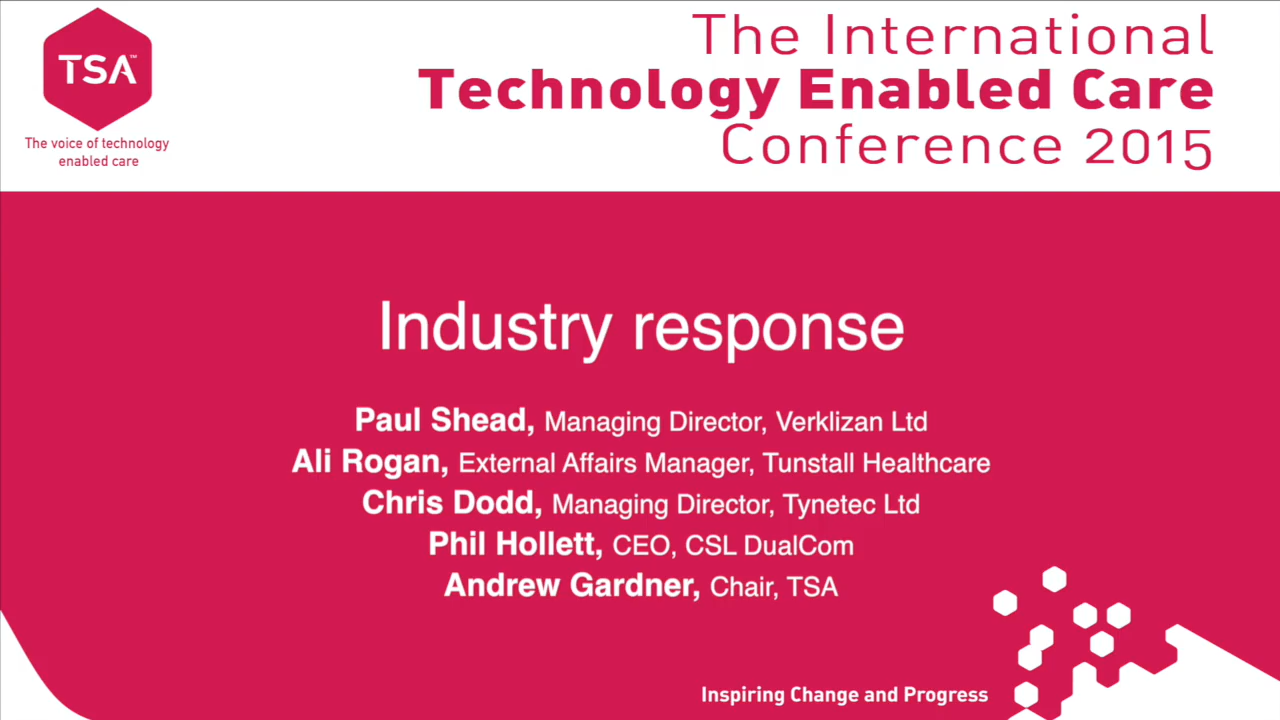 TSA™
The voice of technology
enabled care
The International
Technology Enabled Care
Conference 2015
Industry response
Paul Shead, Managing Director, Verklizan Ltd
Ali Rogan, External Affairs Manager, Tunstall Healthcare
Chris Dodd, Managing Director, Tynetec Ltd
Phil Hollett, CEO, CSL DualCom
Andrew Gardner, Chair, TSA
Inspiring Change and Progress